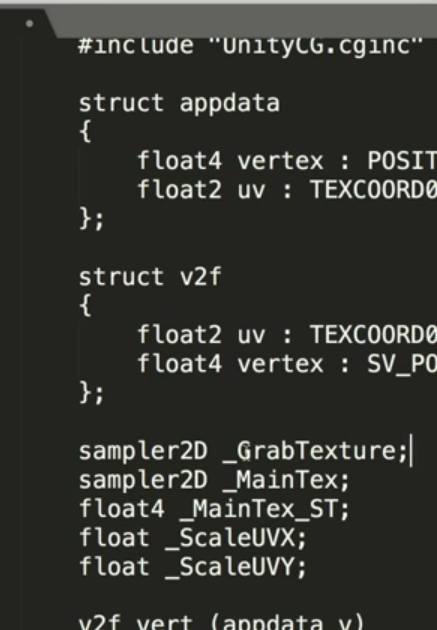 #include "UnityCG.cginc"
struct appdata
{
float4 vertex : POSIT
float2 uv : TEXCOORD0
};
struct v2f
{
float2 uv : TEXCOORD0
float4 vertex : SV_PO
};
sampler2D _GrabTexture;
sampler2D _MainTex;
float4 _MainTex_ST;
float _ScaleUVX;
float _ScaleUVY;
v2f vert (appdata v)